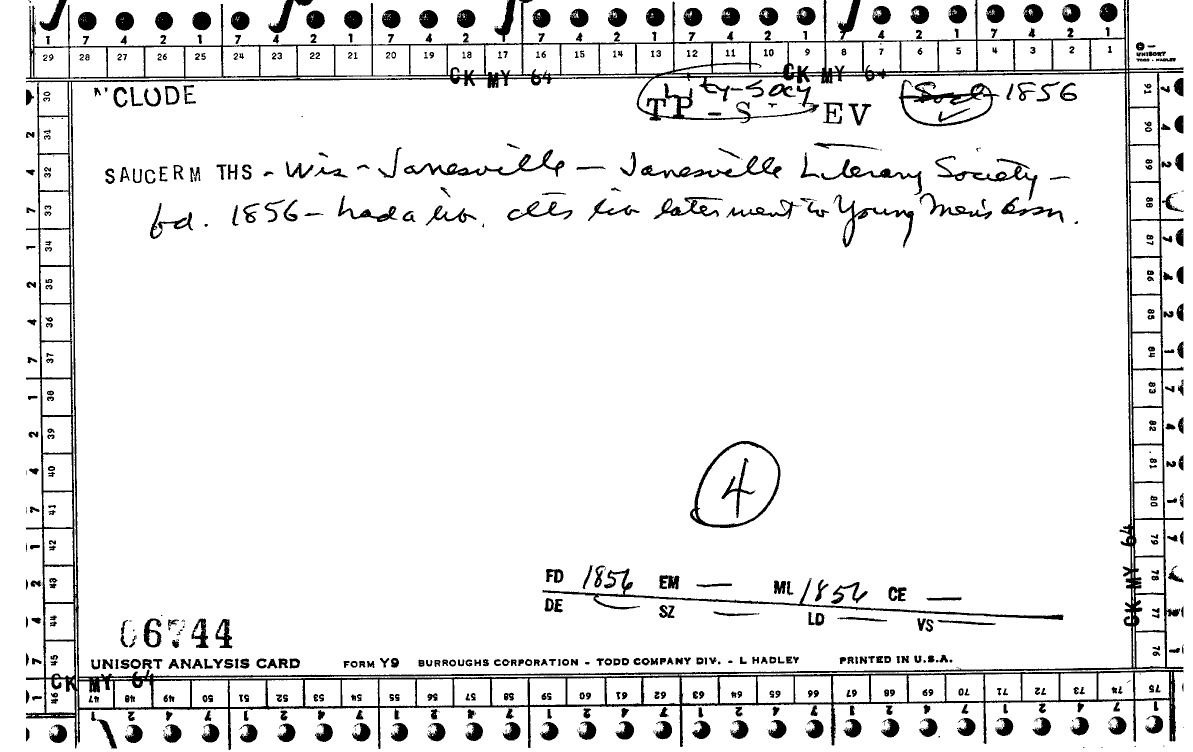 7 4 2 1 7 4 2 1 7 4 2 1 7 4 2 1 7 4 2 1 7 4 2 1 7 4 2 1
29 28 27 26 25 24 23 22 21 20 19 18 17 16 15 14 13 12 11 10 9 8 7 6 5 4 3 2 1
UNISORT
TODD - HADLEY
CK MY 64 CK MY 64
CLODE ty-Socy 1856
TP - S EV
SAUCERM THS - Wis - Janesville - Janesville Literary Society -
fd. 1856 - had a lib. lib later went to Young Men's Assn.
4
FD 1856 EM — ML 1856 CE —
DE SZ — LD — VS —
06744
UNISORT ANALYSIS CARD FORM Y9 BURROUGHS CORPORATION - TODD COMPANY DIV. - L HADLEY PRINTED IN U.S.A.
CK MY 64
46 47 48 49 50 51 52 53 54 55 56 57 58 59 60 61 62 63 64 65 66 67 68 69 70 71 72 73 74 75
30 31 32 33 34 35 36 37 38 39 40 41 42 43 44 45
91 90 89 88 87 86 85 84 83 82 81 80 79 78 77 76
CK MY 64